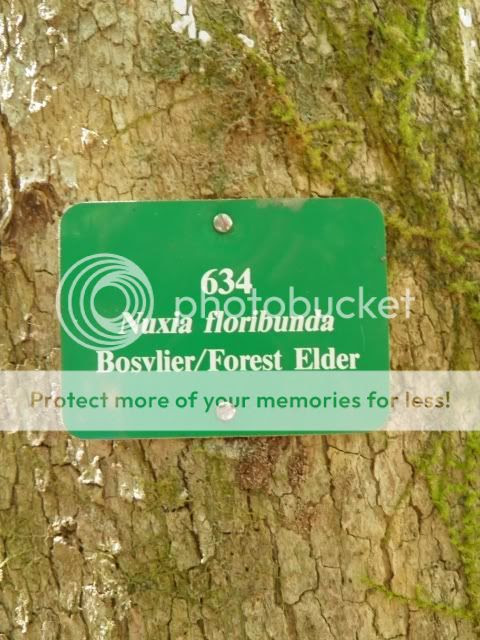 634
photobucket
Nuxia floribunda
Bosvlier/Forest Elder
Protect more of your memories for less!